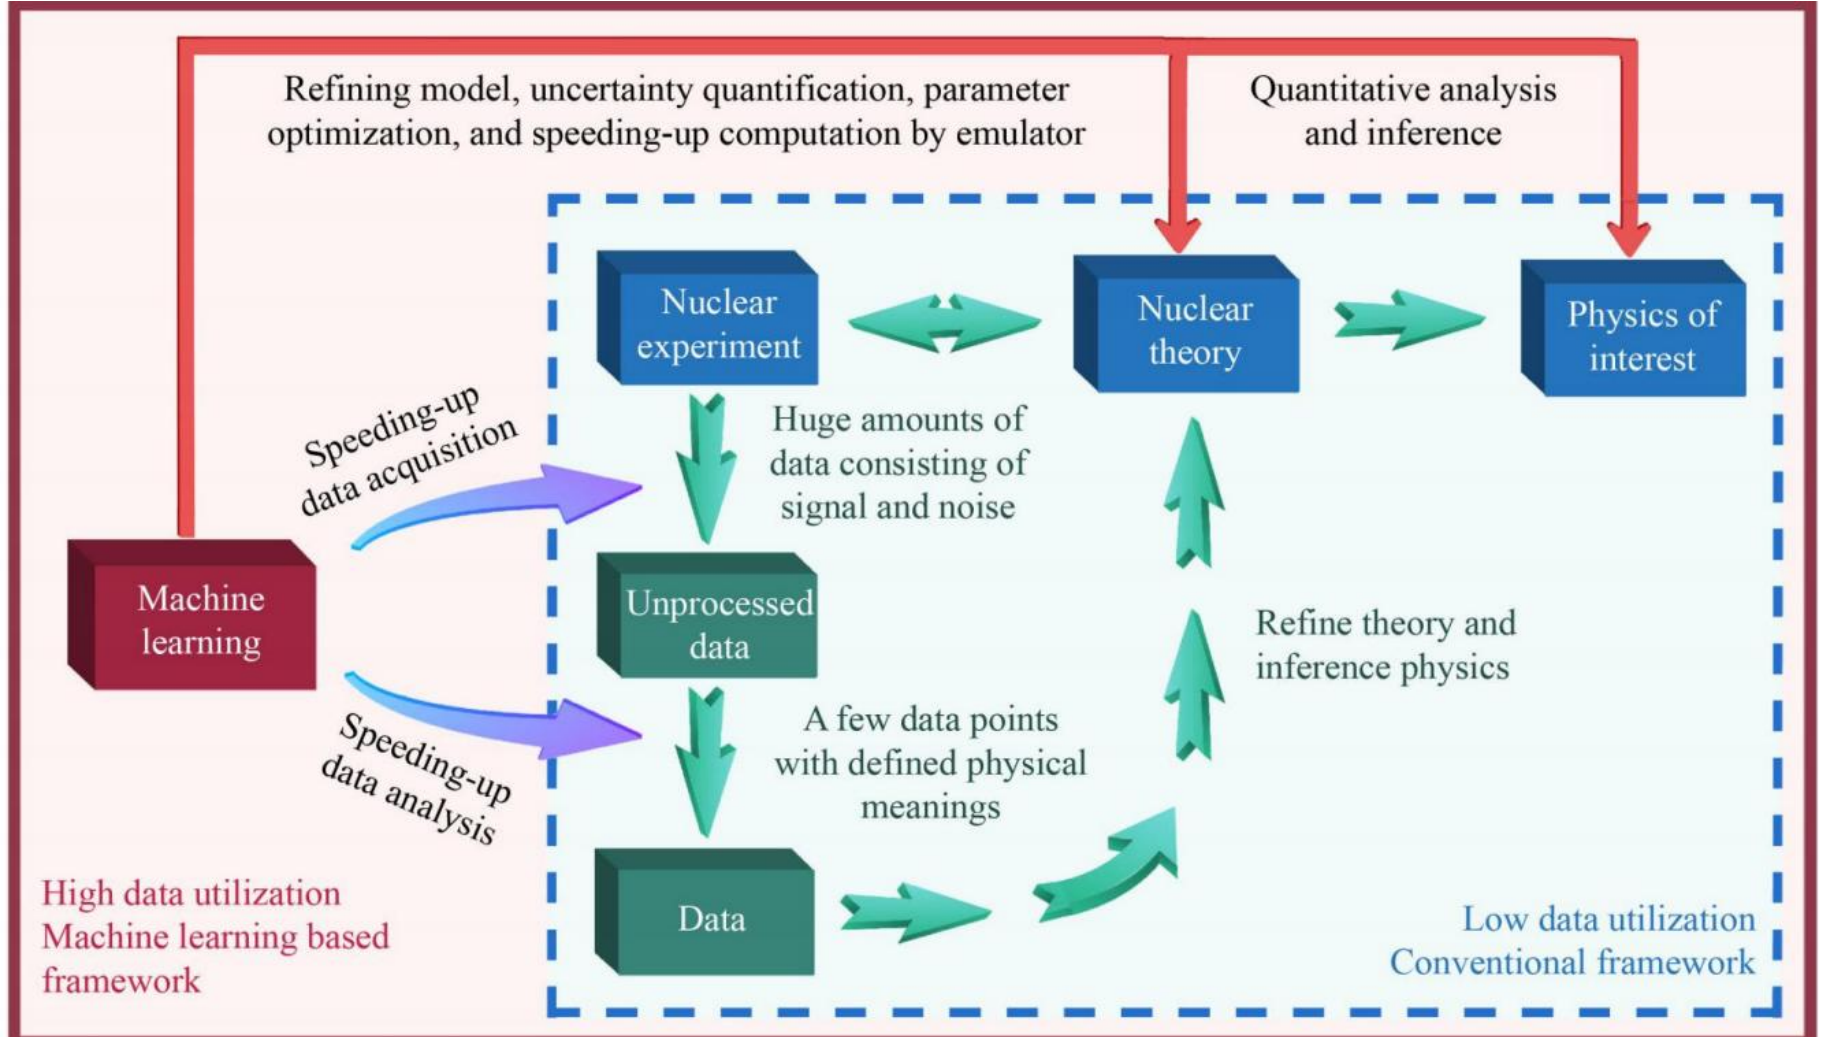 Refining model, uncertainty quantification, parameter
optimization, and speeding-up computation by emulator
Quantitative analysis
and inference
Nuclear
experiment
Nuclear
theory
Physics of
interest
Speeding-up
data acquisition
Huge amounts of
data consisting of
signal and noise
Machine
learning
Unprocessed
data
Refine theory and
inference physics
Speeding-up
data analysis
A few data points
with defined physical
meanings
Data
High data utilization
Machine learning based
framework
Low data utilization
Conventional framework